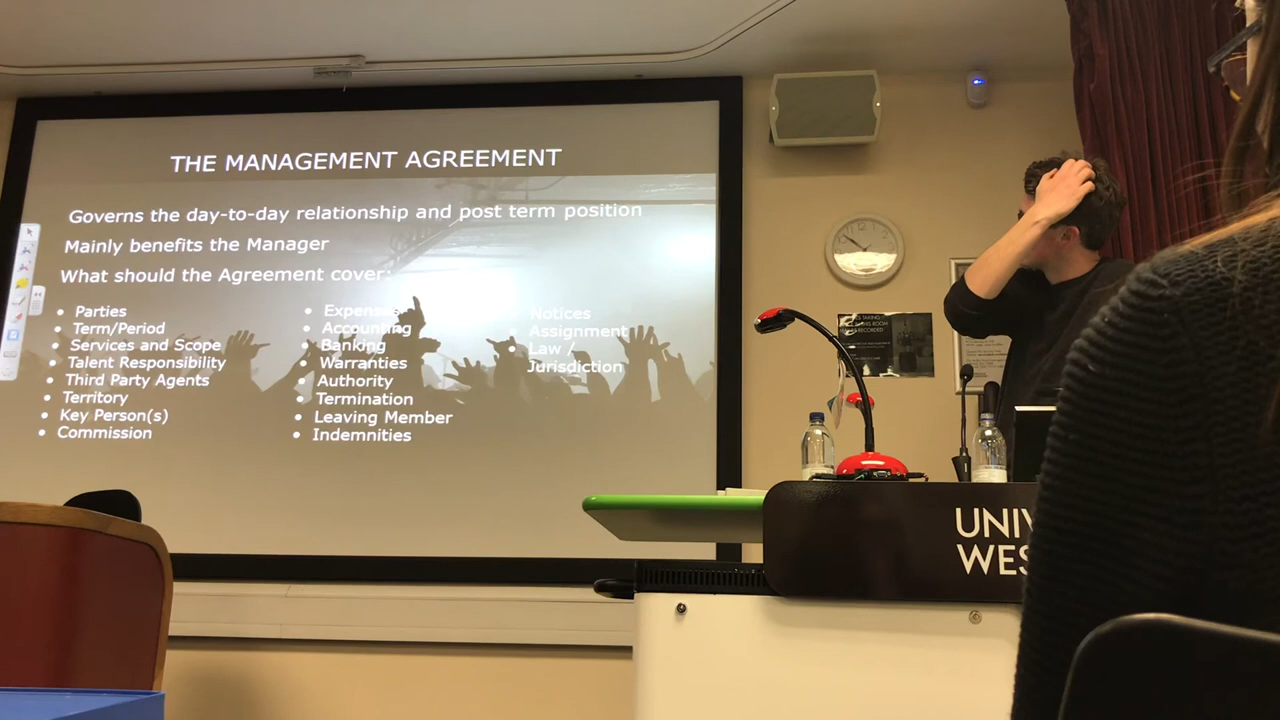 THE MANAGEMENT AGREEMENT
Governs the day-to-day relationship and post term position
Mainly benefits the Manager
What should the Agreement cover:
• Parties
• Term/Period
• Services and Scope
• Talent Responsibility
• Third Party Agents
• Territory
• Key Person(s)
• Commission
• Expenses
• Accounting
• Banking
• Warranties
• Authority
• Termination
• Leaving Member
• Indemnities
• Notices
• Assignment
• Law /
Jurisdiction
UNIV
WES